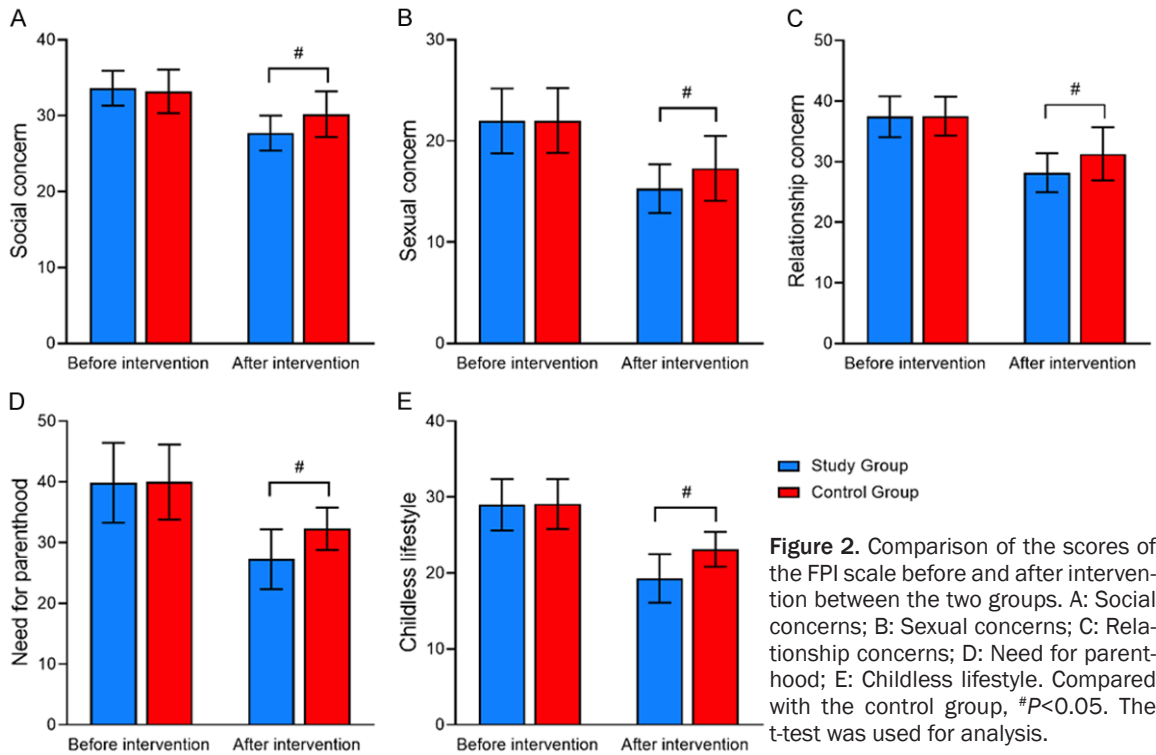 A
Social concern
40
30
20
10
0
#
Before intervention
After intervention
B
Sexual concern
30
20
10
0
#
Before intervention
After intervention
C
Relationship concern
50
40
30
20
10
0
#
Before intervention
After intervention
D
Need for parenthood
50
40
30
20
10
0
#
Before intervention
After intervention
E
Childless lifestyle
40
30
20
10
0
#
Before intervention
After intervention
Study Group
Control Group
Figure 2. Comparison of the scores of
the FPI scale before and after interven-
tion between the two groups. A: Social
concerns; B: Sexual concerns; C: Rela-
tionship concerns; D: Need for parent-
hood; E: Childless lifestyle. Compared
with the control group, #P<0.05. The
t-test was used for analysis.